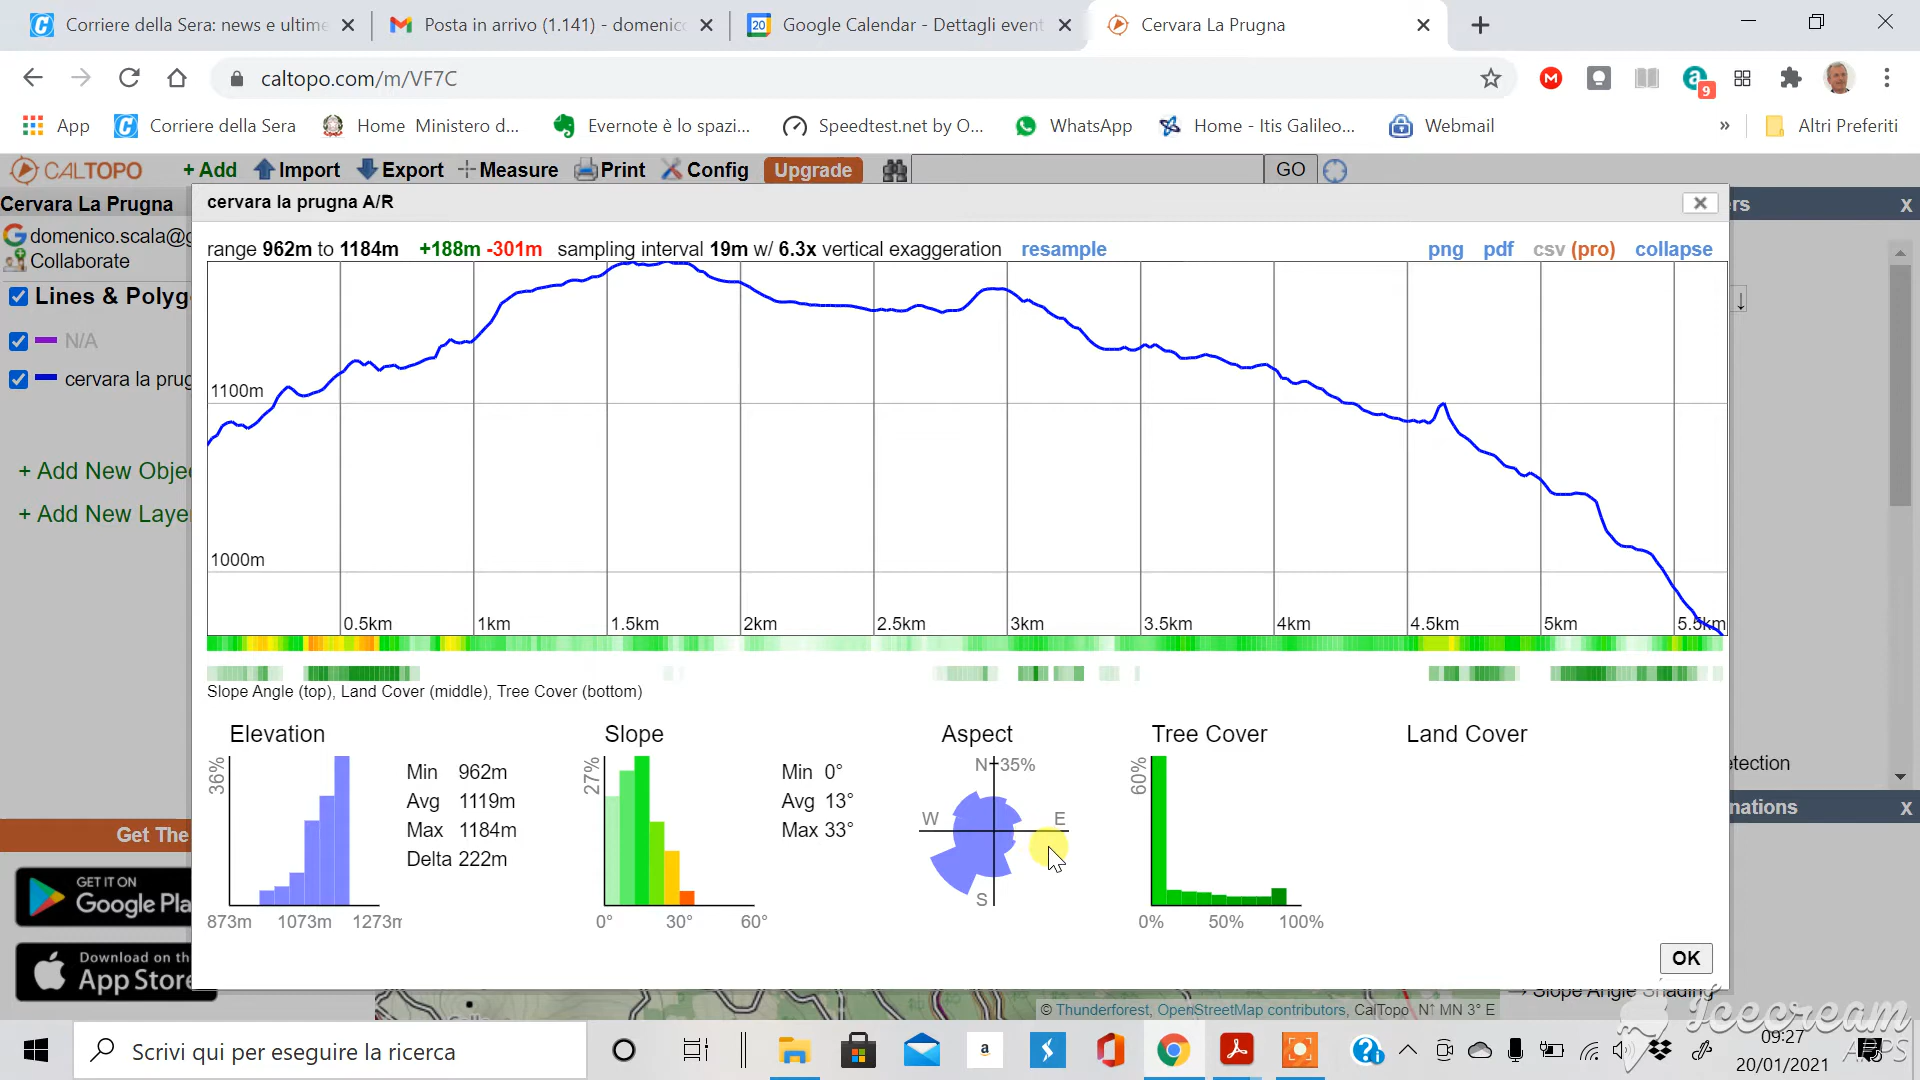 Corriere della Sera: news e ultime
Posta in arrivo (1.141) - domenic
Google Calendar - Dettagli event
Cervara La Prugna
caltopo.com/m/VF7C
App
Corriere della Sera
Home Ministero d...
Evernote è lo spazi...
Speedtest.net by O...
WhatsApp
Home - Itis Galileo...
Webmail
»
Altri Preferiti
CALTOPO
+ Add
Import
Export
Measure
Print
Config
Upgrade
GO
Cervara La Prugna
domenico.scala@g
Collaborate
Lines & Polyg
N/A
cervara la prug
+ Add New Obje
+ Add New Laye
Get The
GET IT ON
Google Pla
Download on th
App Store
cervara la prugna A/R
range 962m to 1184m +188m -301m sampling interval 19m w/ 6.3x vertical exaggeration resample
png pdf csv (pro) collapse
1100m
1000m
0.5km 1km 1.5km 2km 2.5km 3km 3.5km 4km 4.5km 5km 5.5km
Slope Angle (top), Land Cover (middle), Tree Cover (bottom)
Elevation
36%
Min 962m
Avg 1119m
Max 1184m
Delta 222m
873m 1073m 1273m
Slope
27%
Min 0°
Avg 13°
Max 33°
0° 30° 60°
Aspect
N 35%
W E
S
Tree Cover
60%
0% 50% 100%
Land Cover
OK
ers X
etection
nations X
Slope Angle Shading
© Thunderforest, OpenStreetMap contributors, CalTopo N↑ MN 3° E
Icecream
APPS
Scrivi qui per eseguire la ricerca
09:27
20/01/2021